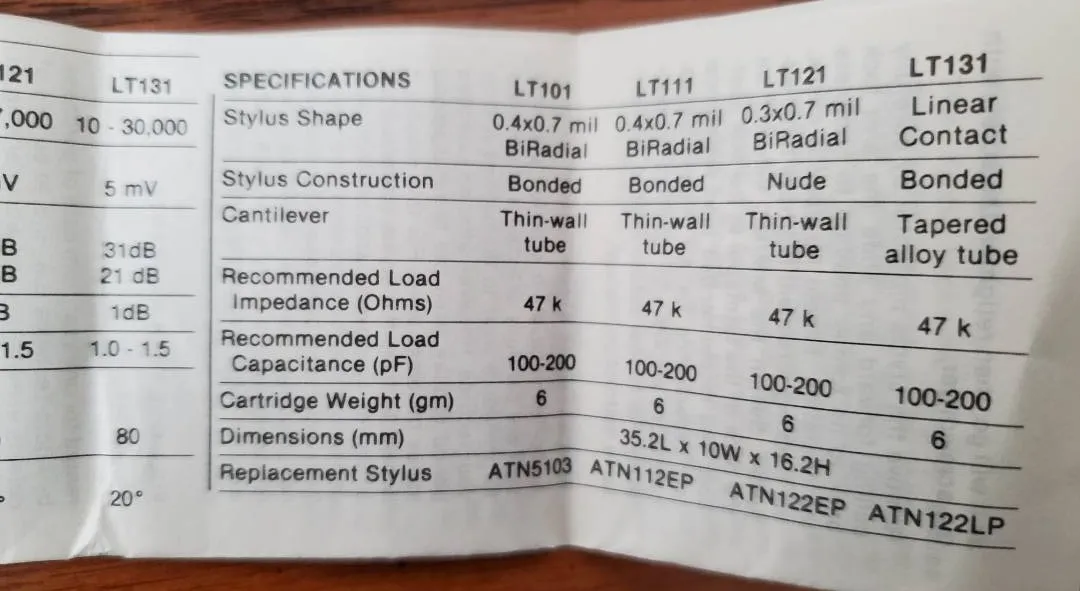 121 LT131
,000 10 - 30,000
V 5 mV
B 31dB
B 21 dB
B 1dB
1.5 1.0 - 1.5
80
° 20°
SPECIFICATIONS LT101 LT111 LT121 LT131
Stylus Shape 0.4x0.7 mil 0.4x0.7 mil 0.3x0.7 mil Linear
BiRadial BiRadial BiRadial Contact
Stylus Construction Bonded Bonded Nude Bonded
Cantilever Thin-wall Thin-wall Thin-wall Tapered
tube tube tube alloy tube
Recommended Load
Impedance (Ohms) 47 k 47 k 47 k 47 k
Recommended Load
Capacitance (pF) 100-200 100-200 100-200 100-200
Cartridge Weight (gm) 6 6 6 6
Dimensions (mm) 35.2L x 10W x 16.2H
Replacement Stylus ATN5103 ATN112EP ATN122EP ATN122LP